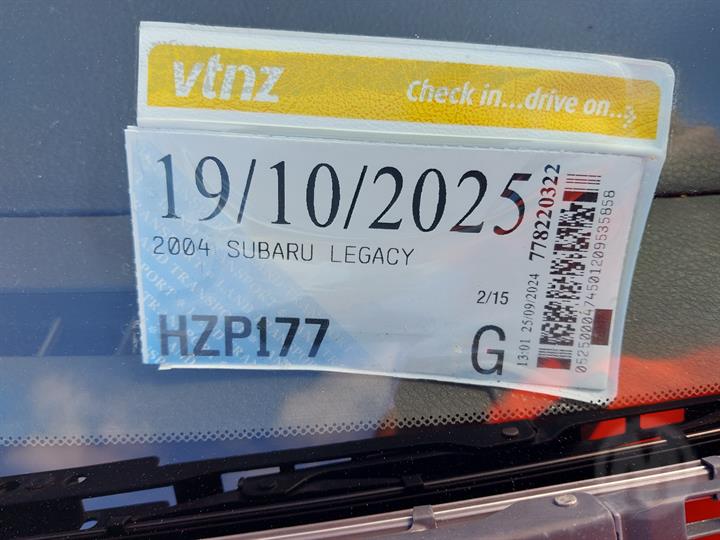 vtnz
Check in...drive on...
19/10/2025
2004 SUBARU LEGACY
2/15
HZP177
G
13:01 25/09/2024
778220322
0525000474501209535858